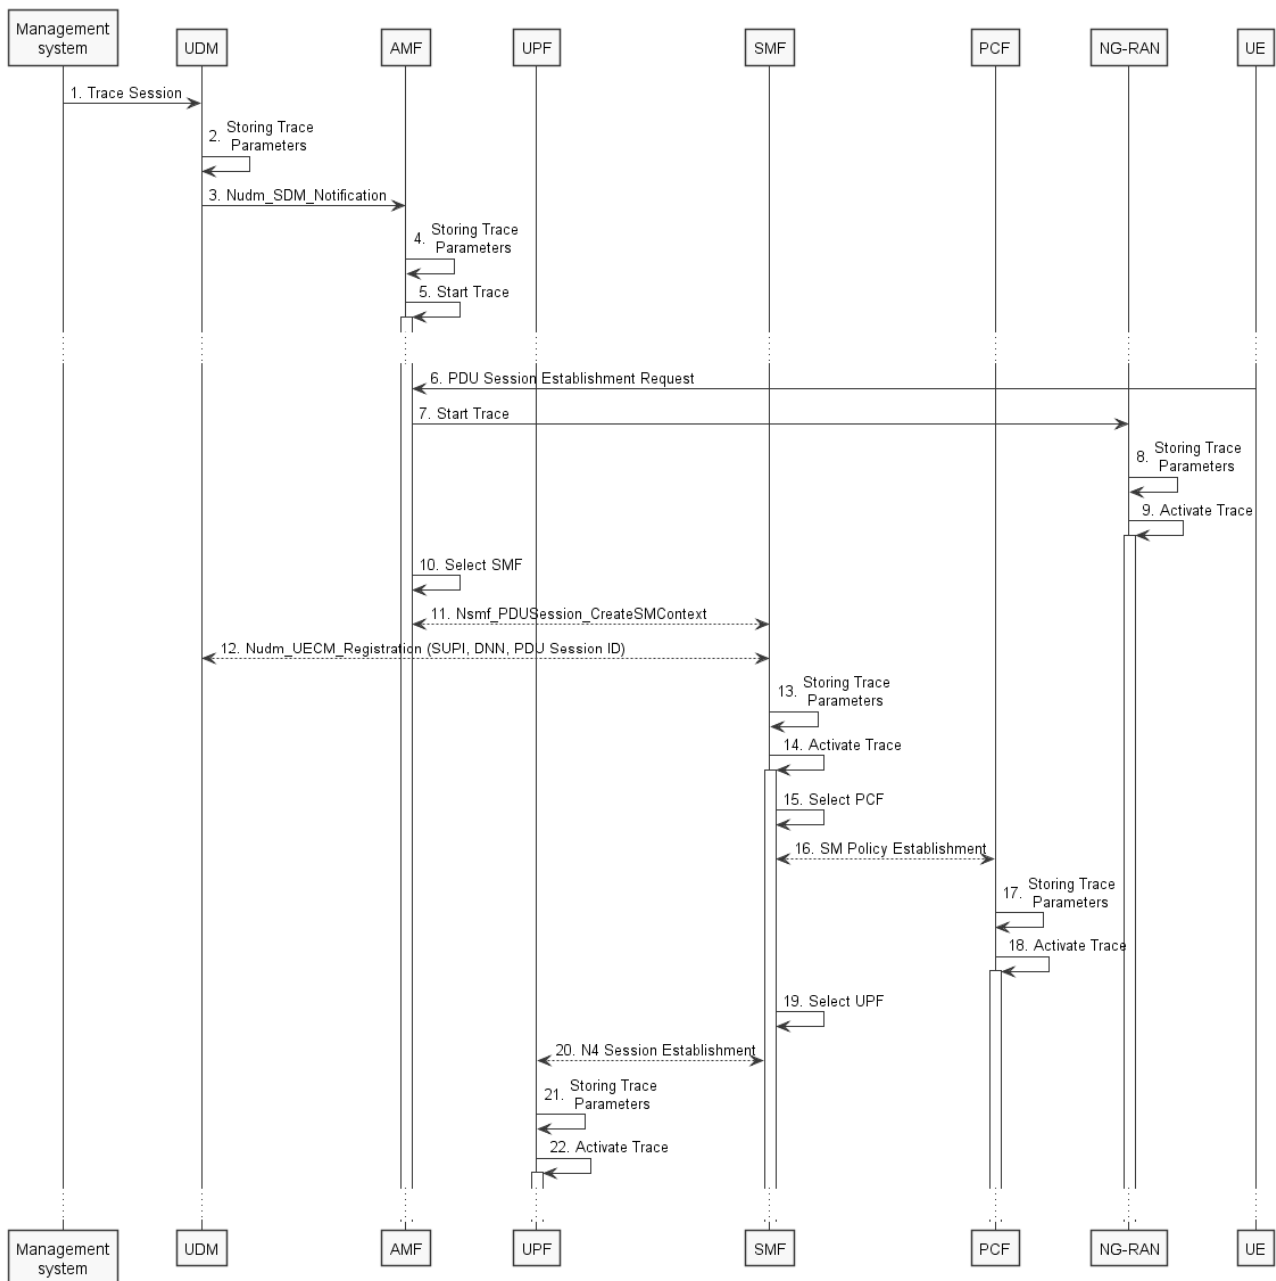 Management
system
UDM
AMF
UPF
SMF
PCF
NG-RAN
UE
1. Trace Session
2. Storing Trace
Parameters
3. Nudm_SDM_Notification
4. Storing Trace
Parameters
5. Start Trace
6. PDU Session Establishment Request
7. Start Trace
8. Storing Trace
Parameters
9. Activate Trace
10. Select SMF
11. Nsmf_PDUSession_CreateSMContext
12. Nudm_UECM_Registration (SUPI, DNN, PDU Session ID)
13. Storing Trace
Parameters
14. Activate Trace
15. Select PCF
16. SM Policy Establishment
17. Storing Trace
Parameters
18. Activate Trace
19. Select UPF
20. N4 Session Establishment
21. Storing Trace
Parameters
22. Activate Trace
Management
system
UDM
AMF
UPF
SMF
PCF
NG-RAN
UE